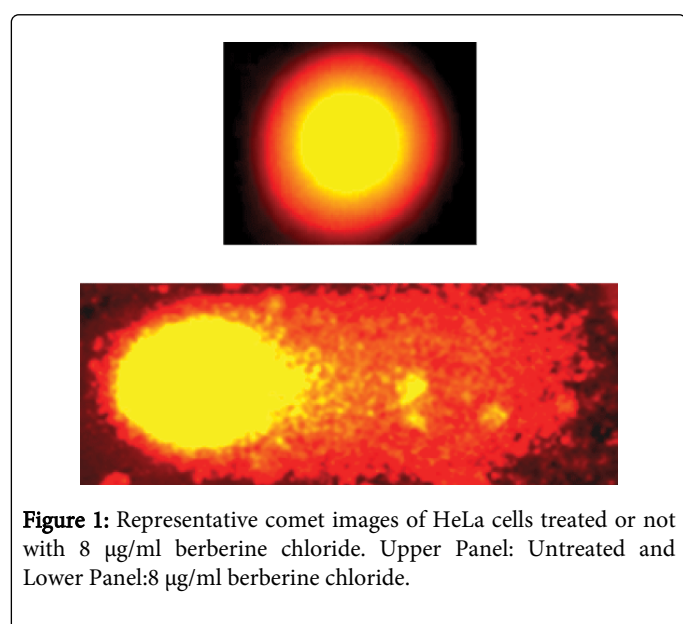 Figure 1: Representative comet images of HeLa cells treated or not
with 8 μg/ml berberine chloride. Upper Panel: Untreated and
Lower Panel:8 μg/ml berberine chloride.